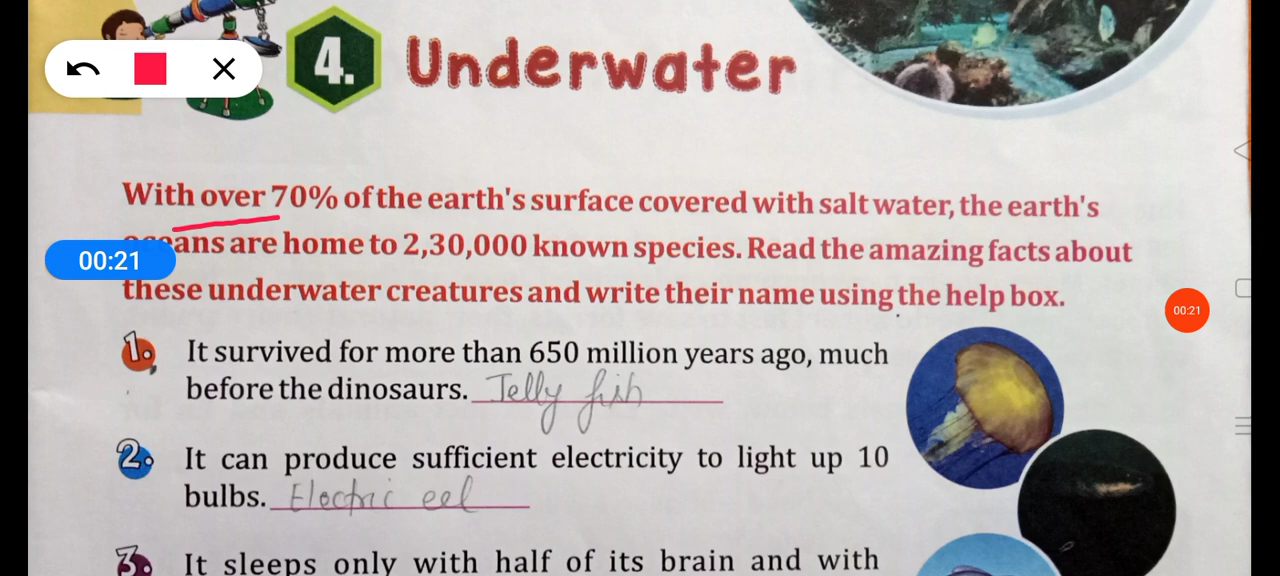 4. Underwater
With over 70% of the earth's surface covered with salt water, the earth's
oceans are home to 2,30,000 known species. Read the amazing facts about
00:21
00:21
these underwater creatures and write their name using the help box.
1. It survived for more than 650 million years ago, much
before the dinosaurs. Jelly fish
2. It can produce sufficient electricity to light up 10
bulbs. Electric eel
3. It sleeps only with half of its brain and with